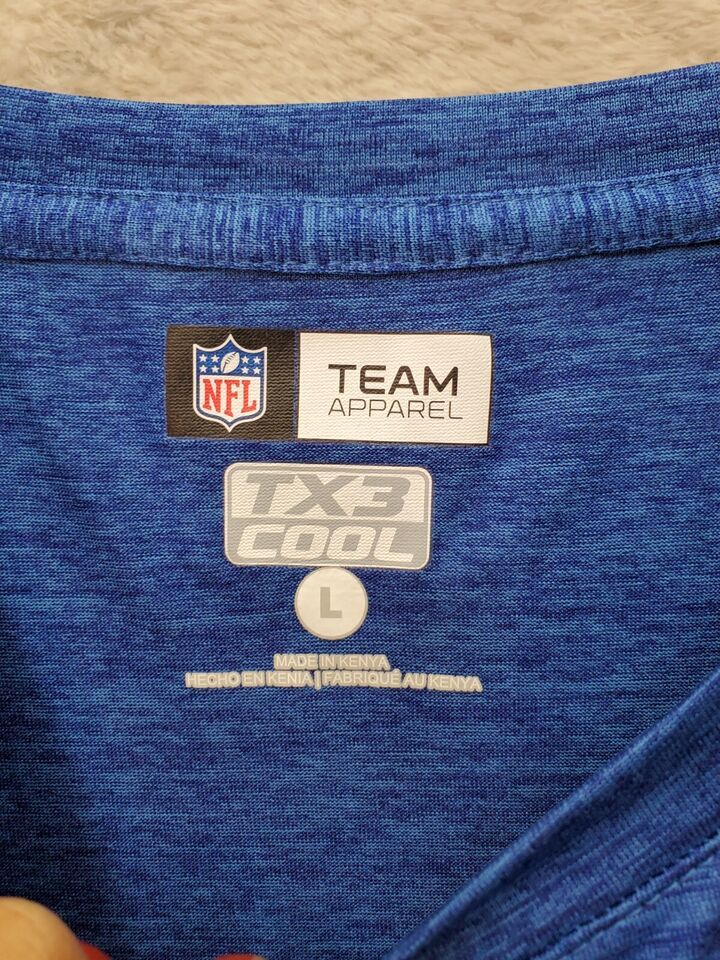 NFL
TEAM
APPAREL
TX3
COOL
L
MADE IN KENYA
HECHO EN KENIA | FABRIQUÉ AU KENYA